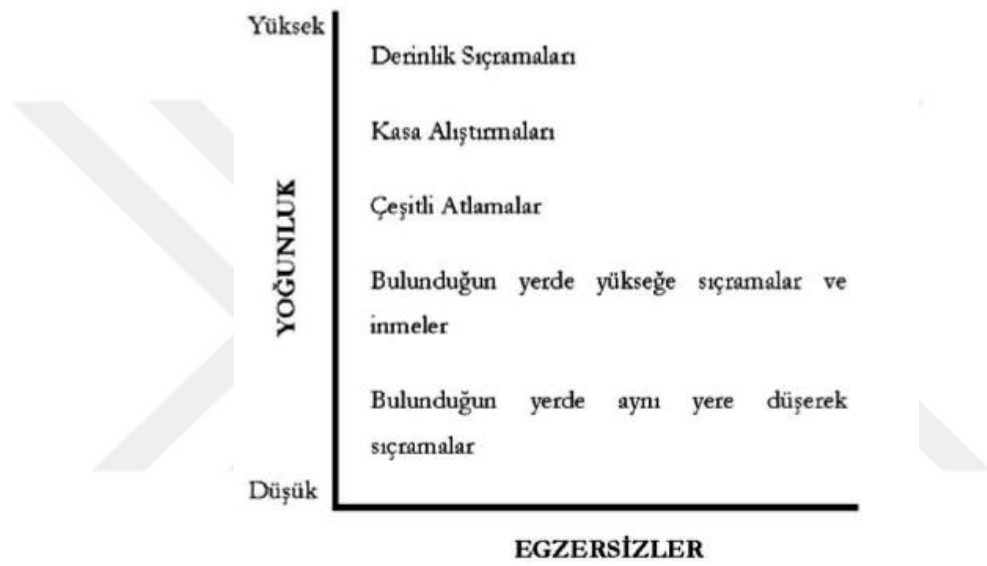 Yüksek
Derinlik Sıçramaları
Kasa Alıştırmaları
Çeşitli Atlamalar
YOĞUNLUK
Bulunduğun yerde yükseğe sıçramalar ve
inmeler
Bulunduğun yerde aynı yere düşerek
sıçramalar
Düşük
EGZERSİZLER